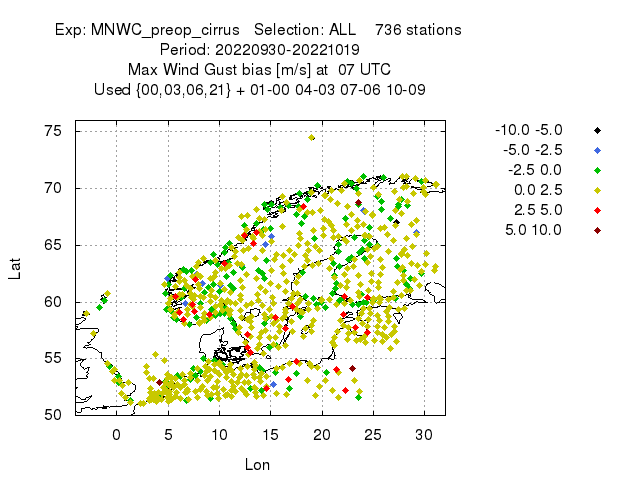 Exp: MNWC_preop_cirrus   Selection: ALL    736 stations
Period: 20220930-20221019
Max Wind Gust bias [m/s] at  07 UTC
Used {00,03,06,21} + 01-00 04-03 07-06 10-09
-10.0 -5.0
-5.0 -2.5
-2.5 0.0
0.0 2.5
2.5 5.0
5.0 10.0
75
70
65
60
55
50
Lat
0 5 10 15 20 25 30
Lon